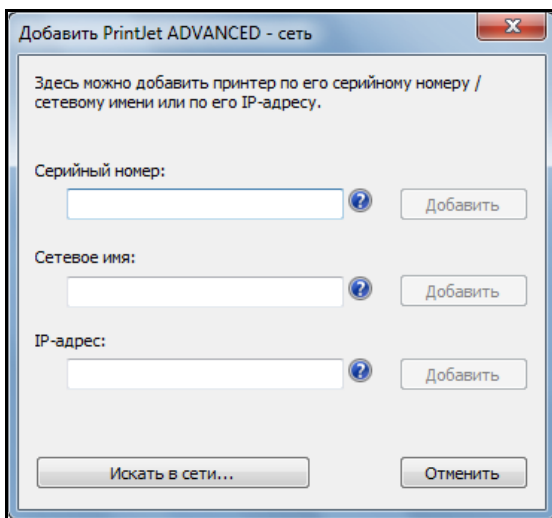 Добавить PrintJet ADVANCED - сеть
Здесь можно добавить принтер по его серийному номеру /
сетевому имени или по его IP-адресу.
Серийный номер:
Добавить
Сетевое имя:
Добавить
IP-адрес:
Добавить
Искать в сети...
Отменить